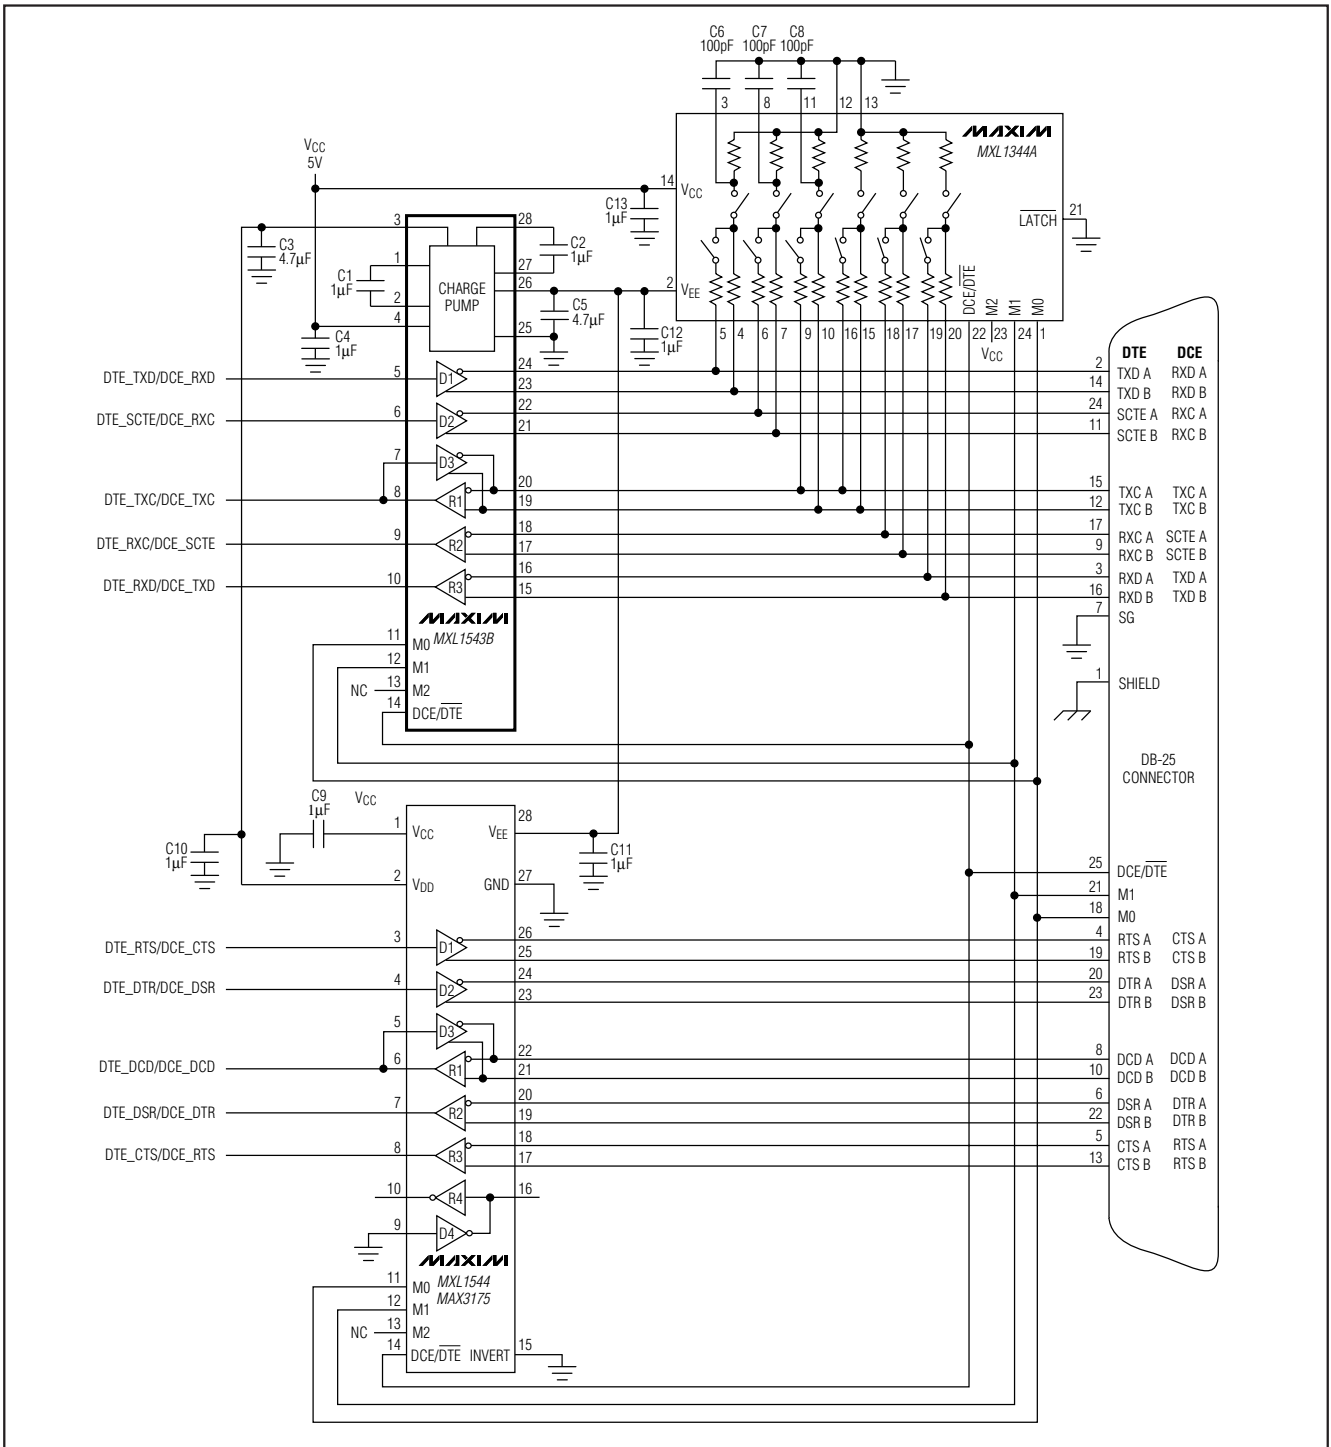 C6 C7 C8
100pF 100pF 100pF
3 8 11 12 13
MAXIM
MXL1344A
VCC
5V
14 VCC
C13
1µF
LATCH 21
3 28
C3
4.7µF
C2
1µF
1 27
C1
1µF
CHARGE
PUMP
26 2 VEE
2
C5
4.7µF
4 25
C4
1µF
C12
1µF
DCE/DTE M2 M1 M0
5 4 6 7 9 10 16 15 18 17 19 20 22 23 24 1
VCC
DTE DCE
DTE_TXD/DCE_RXD 5 D1 24 2 TXD A RXD A
23 14 TXD B RXD B
DTE_SCTE/DCE_RXC 6 D2 22 24 SCTE A RXC A
21 11 SCTE B RXC B
7 D3
DTE_TXC/DCE_TXC 8 R1 20 15 TXC A TXC A
19 12 TXC B TXC B
DTE_RXC/DCE_SCTE 9 R2 18 17 RXC A SCTE A
17 9 RXC B SCTE B
DTE_RXD/DCE_TXD 10 R3 16 3 RXD A TXD A
15 16 RXD B TXD B
7 SG
MAXIM
MXL1543B
11 M0
12 M1
NC 13 M2
14 DCE/DTE
1 SHIELD
DB-25
CONNECTOR
C9
1µF
VCC
1 VCC VEE 28
C10
1µF
C11
1µF
2 VDD GND 27
25 DCE/DTE
21 M1
18 M0
DTE_RTS/DCE_CTS 3 D1 26 4 RTS A CTS A
25 19 RTS B CTS B
DTE_DTR/DCE_DSR 4 D2 24 20 DTR A DSR A
23 23 DTR B DSR B
5 D3
DTE_DCD/DCE_DCD 6 R1 22 8 DCD A DCD A
21 10 DCD B DCD B
DTE_DSR/DCE_DTR 7 R2 20 6 DSR A DTR A
19 22 DSR B DTR B
DTE_CTS/DCE_RTS 8 R3 18 5 CTS A RTS A
17 13 CTS B RTS B
10 R4 16
9 D4
MAXIM
MXL1544
MAX3175
11 M0
12 M1
NC 13 M2
14 DCE/DTE INVERT 15